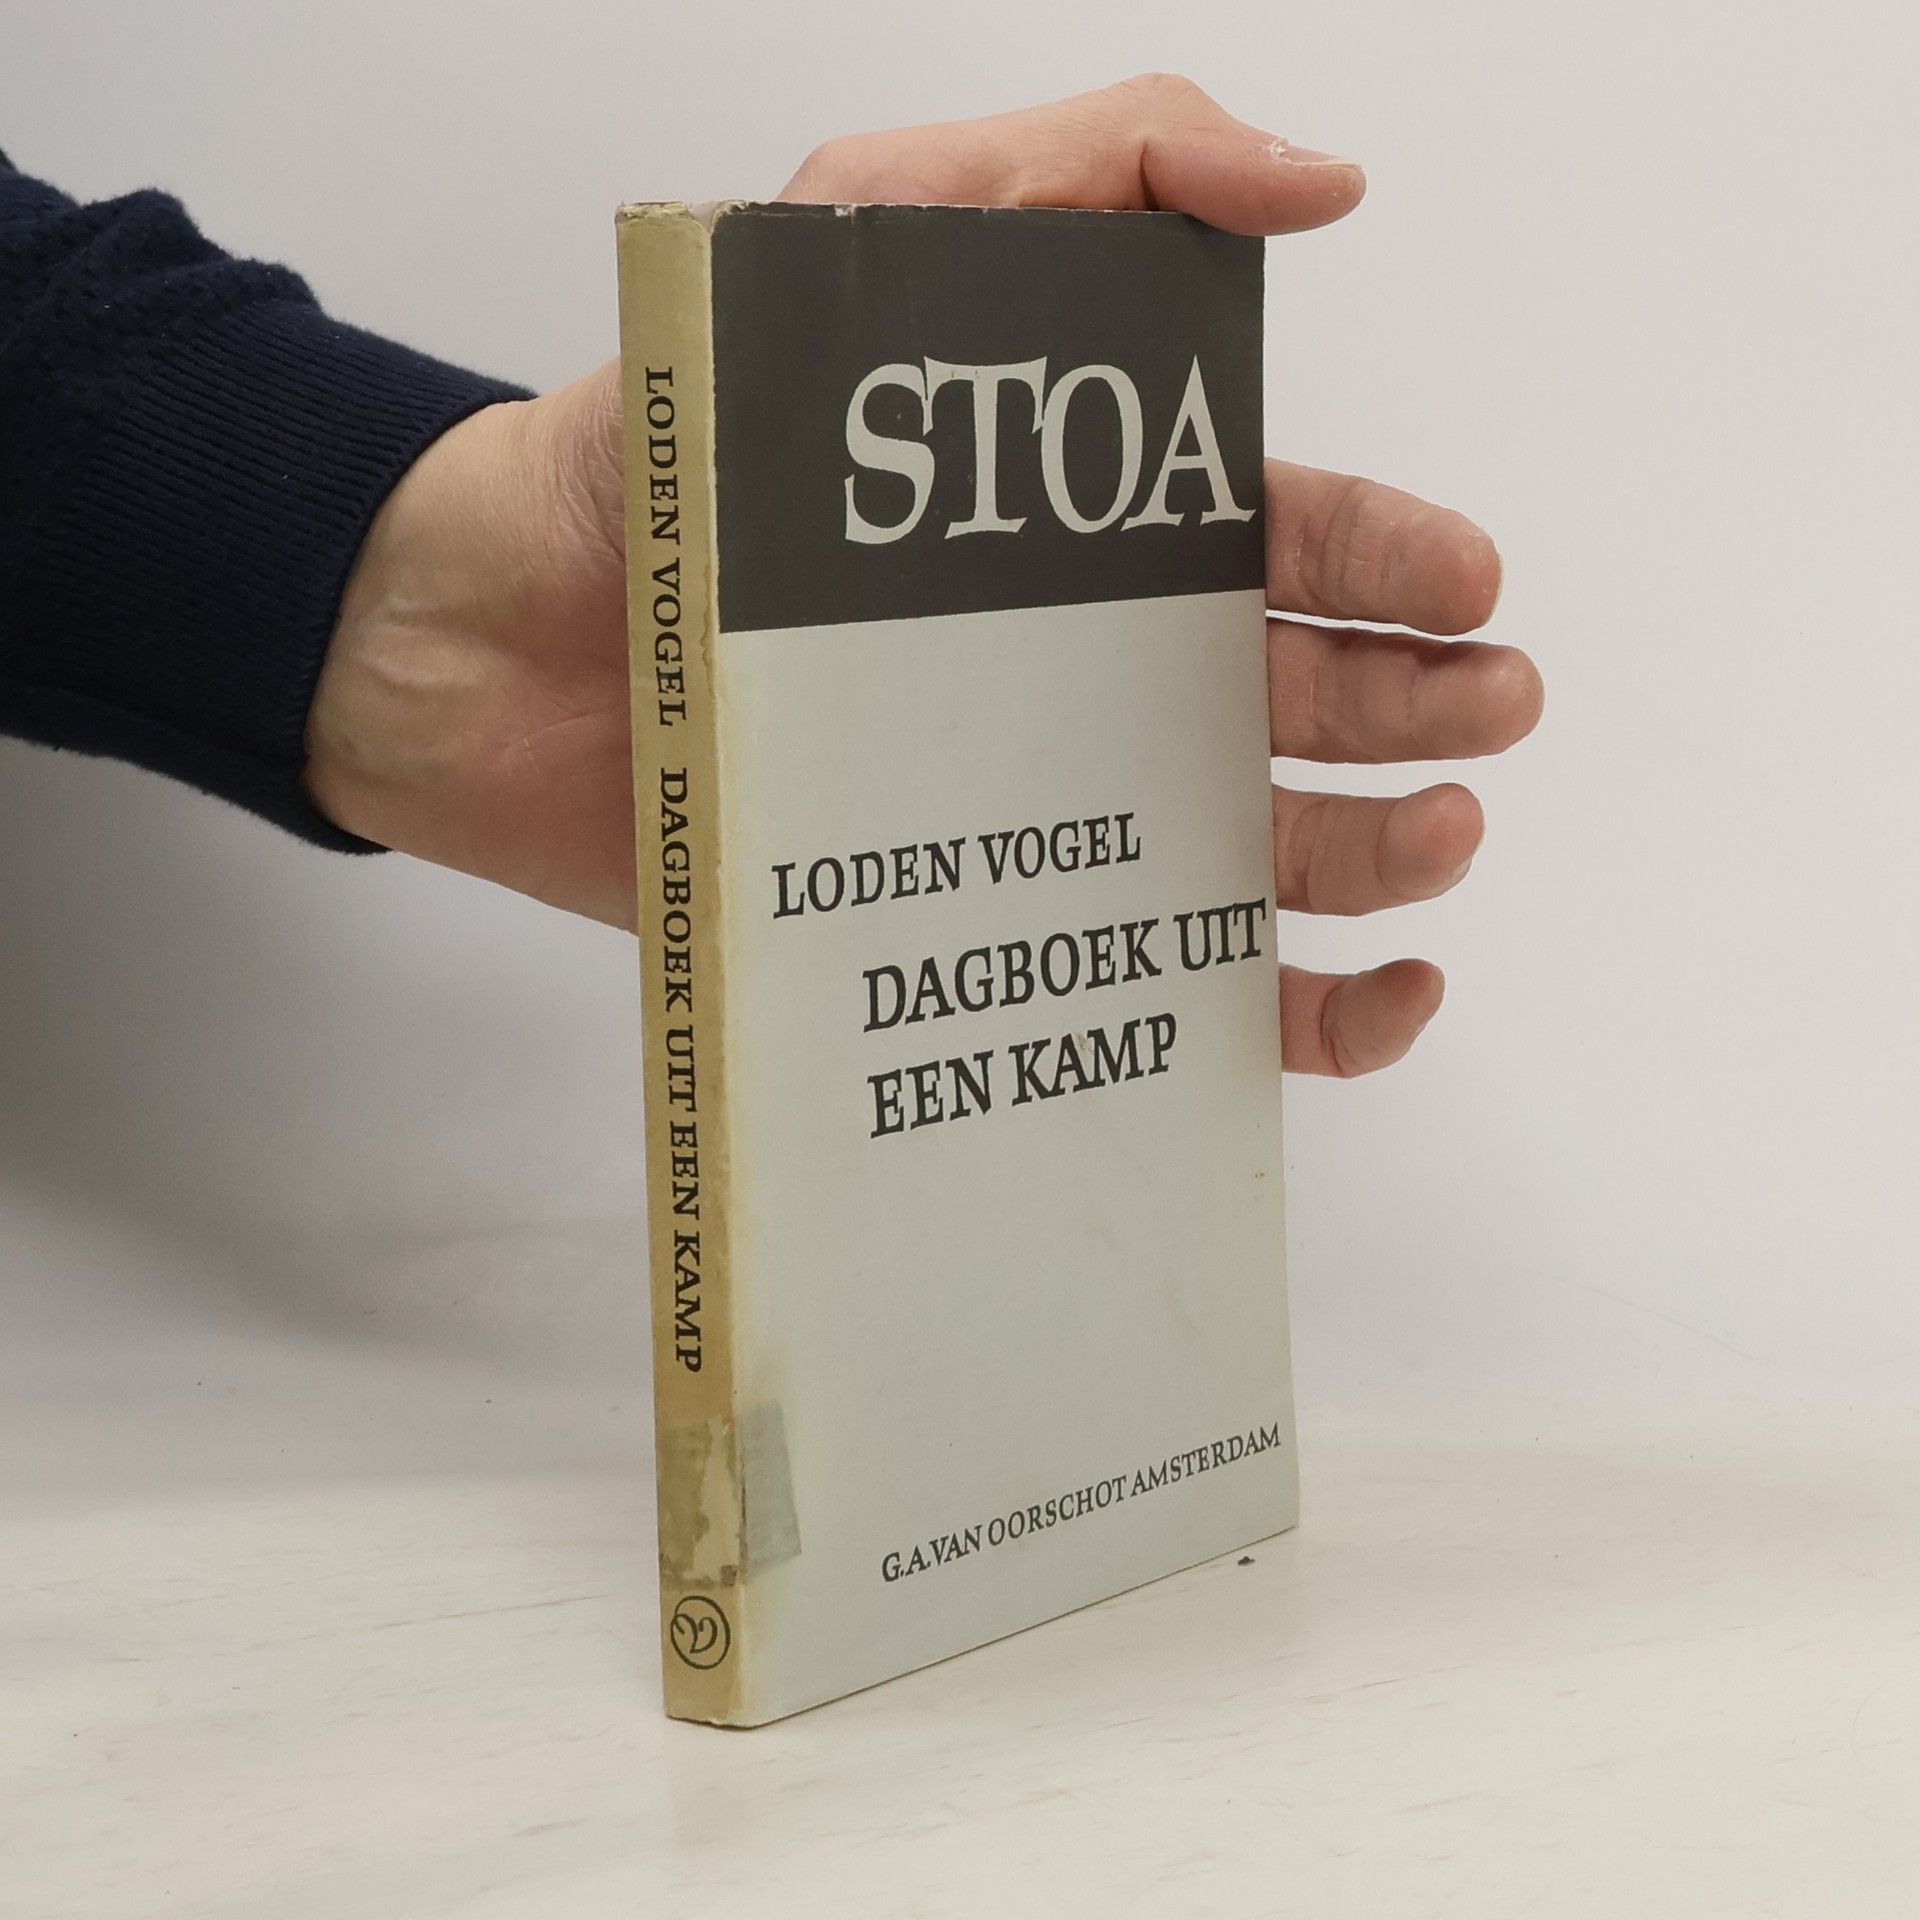 STOA
LODEN VOGEL
DAGBOEK UIT
EEN KAMP
G.A.VAN OORSCHOT AMSTERDAM
LODEN VOGEL DAGBOEK UIT EEN KAMP